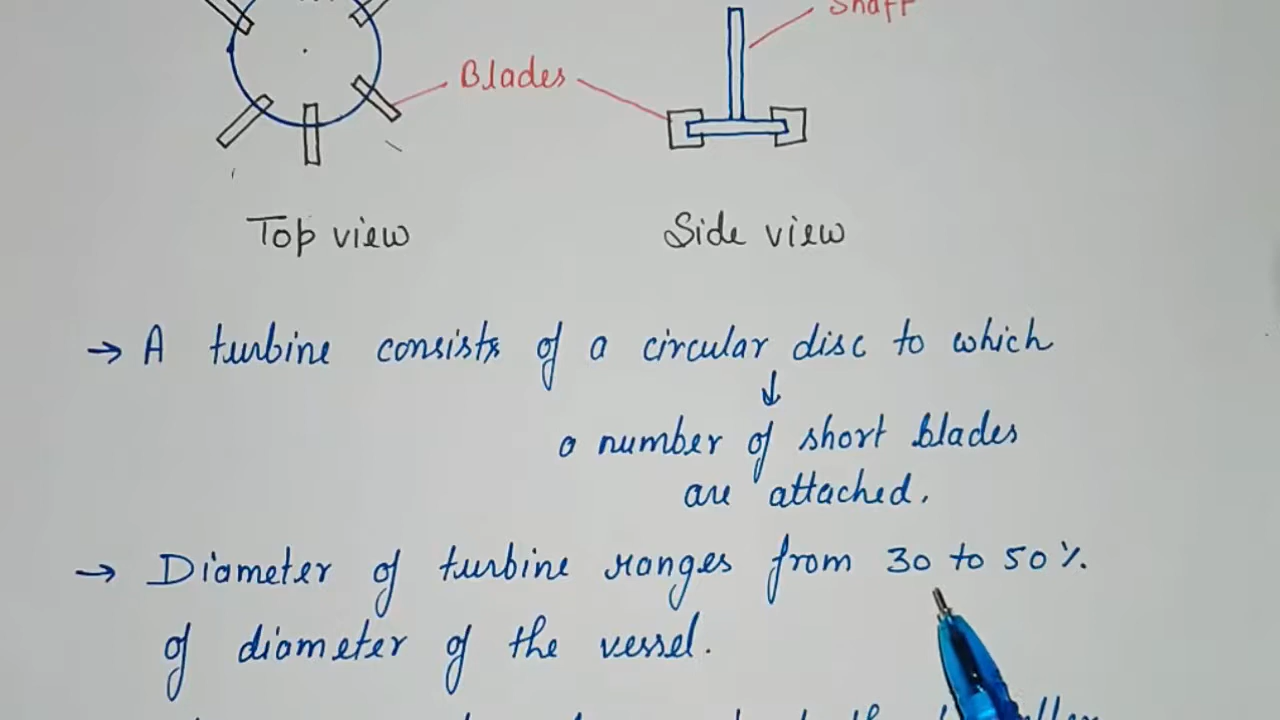 Shaft
Blades
Top view
Side view
→ A turbine consists of a circular disc to which
↓
a number of short blades
are attached.
→ Diameter of turbine ranges from 30 to 50%
of diameter of the vessel.